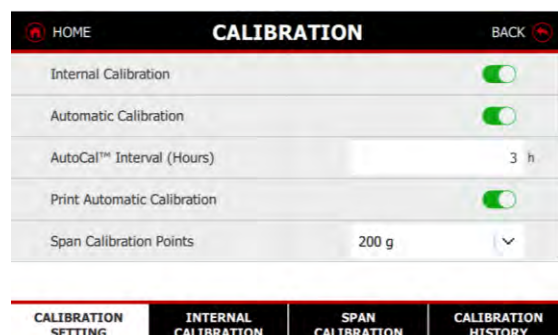 HOME CALIBRATION BACK
Internal Calibration
Automatic Calibration
AutoCal™ Interval (Hours) 3 h
Print Automatic Calibration
Span Calibration Points 200 g
CALIBRATION INTERNAL SPAN CALIBRATION
SETTING CALIBRATION CALIBRATION HISTORY